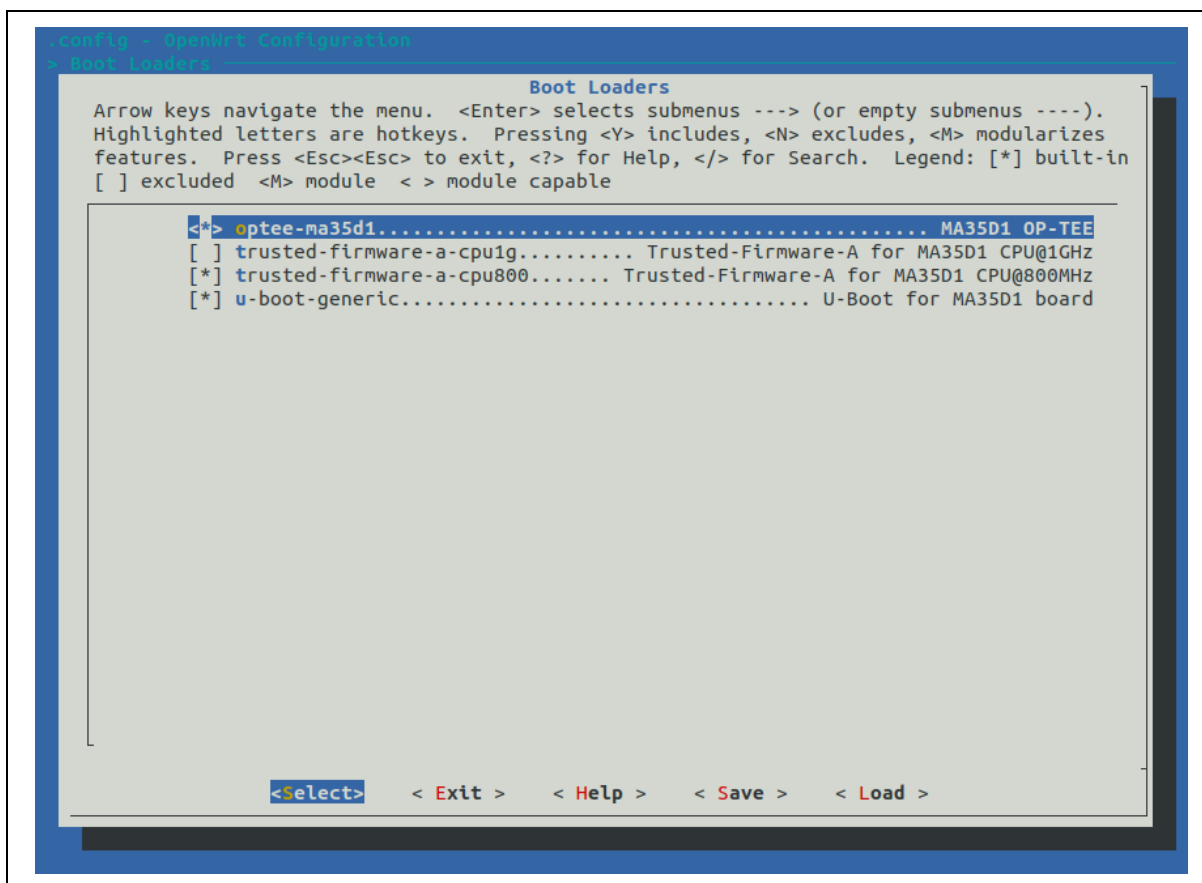 .config - OpenWrt Configuration
> Boot Loaders
Boot Loaders
Arrow keys navigate the menu.  <Enter> selects submenus ---> (or empty submenus ----).
Highlighted letters are hotkeys.  Pressing <Y> includes, <N> excludes, <M> modularizes
features.  Press <Esc><Esc> to exit, <?> for Help, </> for Search.  Legend: [*] built-in
[ ] excluded  <M> module  < > module capable
<*> optee-ma35d1............................................... MA35D1 OP-TEE
[ ] trusted-firmware-a-cpu1g.......... Trusted-Firmware-A for MA35D1 CPU@1GHz
[*] trusted-firmware-a-cpu800....... Trusted-Firmware-A for MA35D1 CPU@800MHz
[*] u-boot-generic................................... U-Boot for MA35D1 board
<Select>    < Exit >    < Help >    < Save >    < Load >